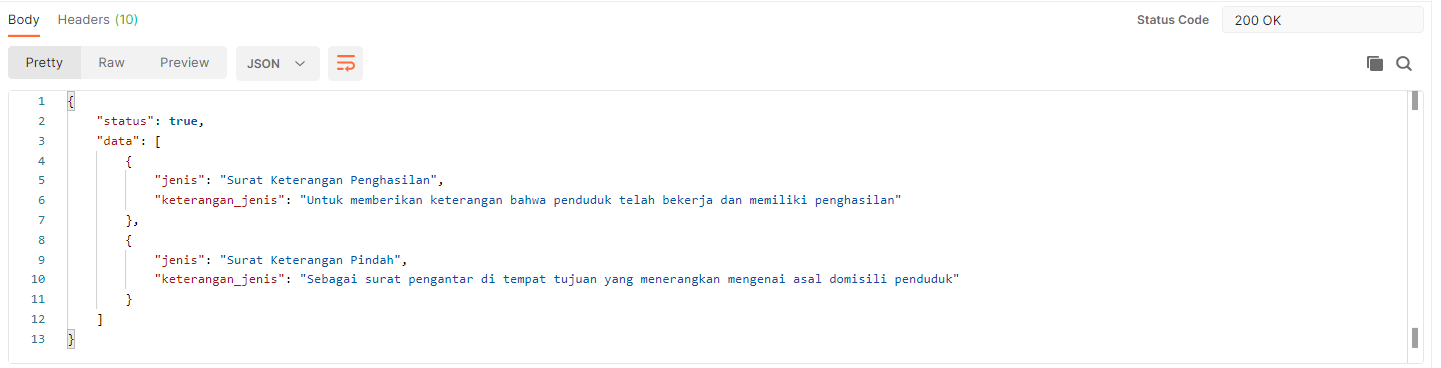 Body Headers (10) Status Code 200 OK
Pretty Raw Preview JSON
1 {
2 "status": true,
3 "data": [
4 {
5 "jenis": "Surat Keterangan Penghasilan",
6 "keterangan_jenis": "Untuk memberikan keterangan bahwa penduduk telah bekerja dan memiliki penghasilan"
7 },
8 {
9 "jenis": "Surat Keterangan Pindah",
10 "keterangan_jenis": "Sebagai surat pengantar di tempat tujuan yang menerangkan mengenai asal domisili penduduk"
11 }
12 ]
13 }